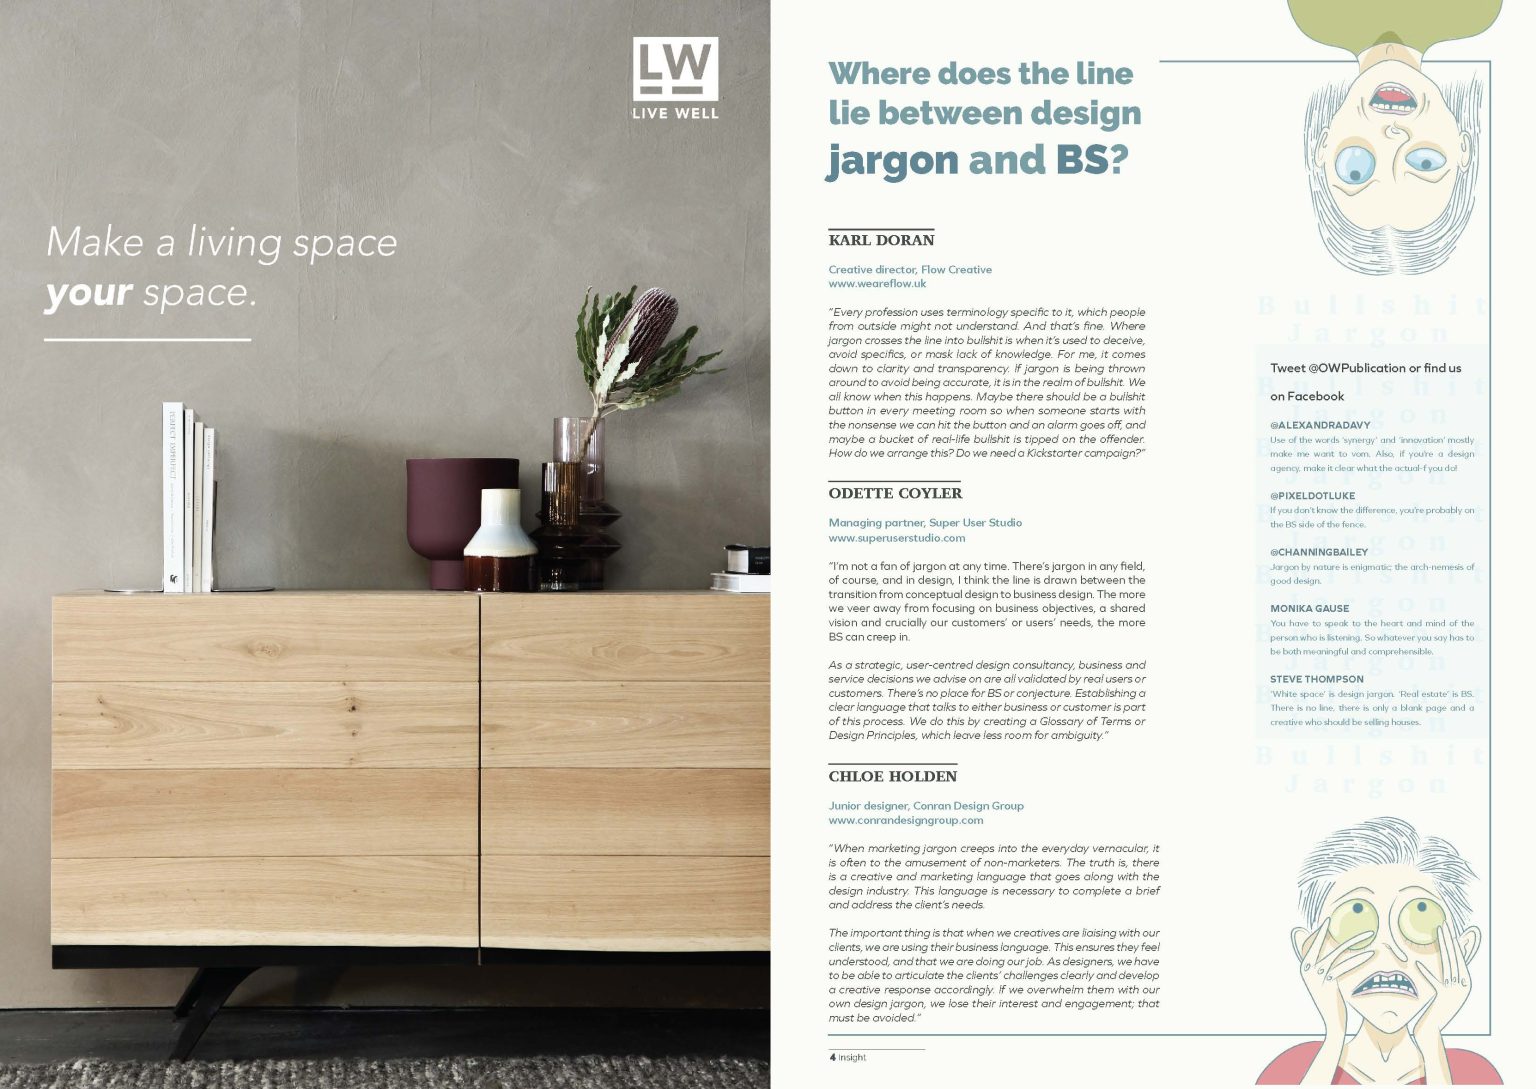 LW
LIVE WELL
Make a living space
your space.
Where does the line
lie between design
jargon and BS?
KARL DORAN
Creative director, Flow Creative
www.weareflow.uk
“Every profession uses terminology specific to it, which people
from outside might not understand. And that’s fine. Where
jargon crosses the line into bullshit is when it’s used to deceive,
avoid specifics, or mask lack of knowledge. For me, it comes
down to clarity and transparency. If jargon is being thrown
around to avoid being accurate, it is in the realm of bullshit. We
all know when this happens. Maybe there should be a bullshit
button in every meeting room so when someone starts with
the nonsense we can hit the button and an alarm goes off, and
maybe a bucket of real-life bullshit is tipped on the offender.
How do we arrange this? Do we need a Kickstarter campaign?”
ODETTE COYLER
Managing partner, Super User Studio
www.superuserstudio.com
“I’m not a fan of jargon at any time. There’s jargon in any field,
of course, and in design, I think the line is drawn between the
transition from conceptual design to business design. The more
we veer away from focusing on business objectives, a shared
vision and crucially our customers’ or users’ needs, the more
BS can creep in.
As a strategic, user-centred design consultancy, business and
service decisions we advise on are all validated by real users or
customers. There’s no place for BS or conjecture. Establishing a
clear language that talks to either business or customer is part
of this process. We do this by creating a Glossary of Terms or
Design Principles, which leave less room for ambiguity.”
CHLOE HOLDEN
Junior designer, Conran Design Group
www.conrandesigngroup.com
“When marketing jargon creeps into the everyday vernacular, it
is often to the amusement of non-marketers. The truth is, there
is a creative and marketing language that goes along with the
design industry. This language is necessary to complete a brief
and address the client’s needs.
The important thing is that when we creatives are liaising with our
clients, we are using their business language. This ensures they feel
understood, and that we are doing our job. As designers, we have
to be able to articulate the clients’ challenges clearly and develop
a creative response accordingly. If we overwhelm them with our
own design jargon, we lose their interest and engagement; that
must be avoided.”
4 Insight
Bullshit
Jargon
Tweet @OWPublication or find us
on Facebook
@ALEXANDRADAVY
Use of the words ‘synergy’ and ‘innovation’ mostly
make me want to vom. Also, if you’re a design
agency, make it clear what the actual-f you do!
@PIXELDOTLUKE
If you don’t know the difference, you’re probably on
the BS side of the fence.
@CHANNINGBAILEY
Jargon by nature is enigmatic; the arch-nemesis of
good design.
MONIKA GAUSE
You have to speak to the heart and mind of the
person who is listening. So whatever you say has to
be both meaningful and comprehensible.
STEVE THOMPSON
‘White space’ is design jargon. ‘Real estate’ is BS.
There is no line, there is only a blank page and a
creative who should be selling houses.
Bullshit
Jargon